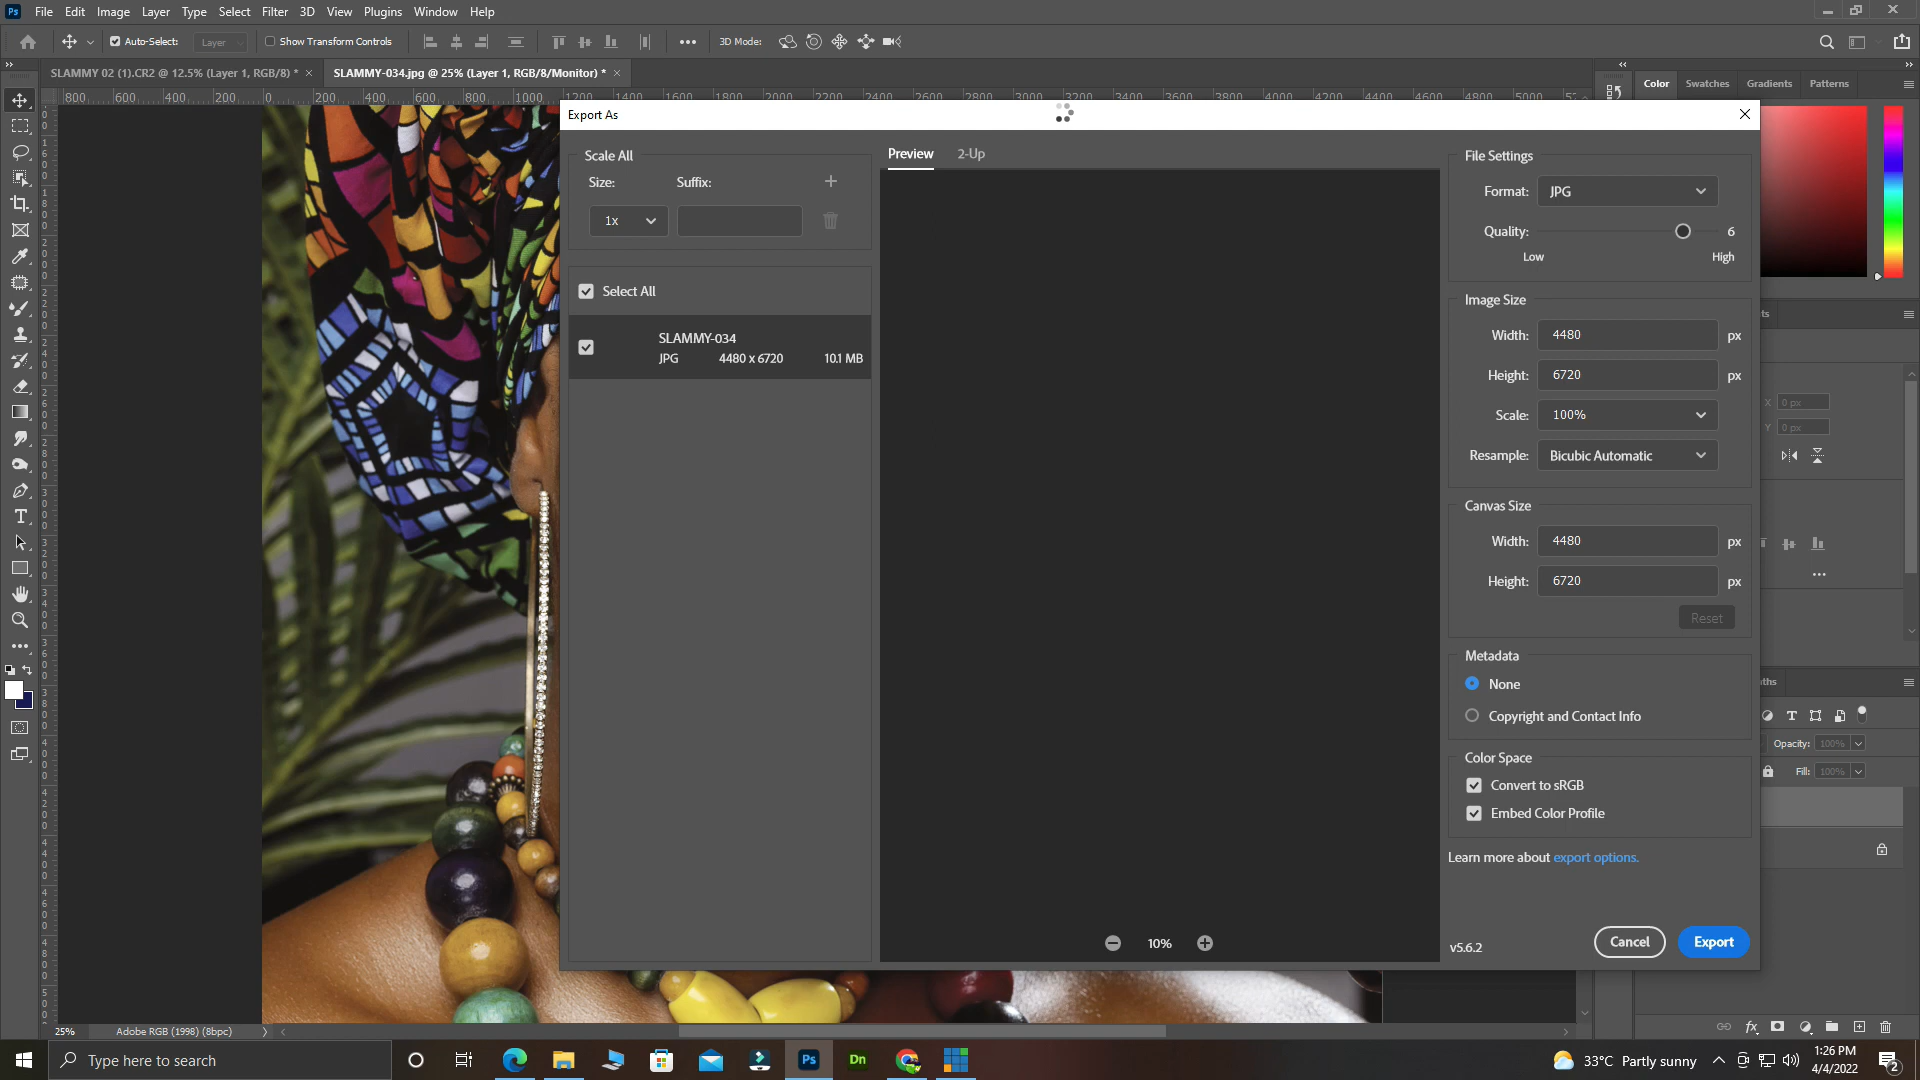 Ps File Edit Image Layer Type Select Filter 3D View Plugins Window Help
Auto-Select: Layer Show Transform Controls 3D Mode:
SLAMMY 02 (1).CR2 @ 12.5% (Layer 1, RGB/8) * × SLAMMY-034.jpg @ 25% (Layer 1, RGB/8/Monitor) * ×
Color Swatches Gradients Patterns
800 600 400 200 0 200 400 600 800 1000 1200 1400 1600 1800 2000 2200 2400 2600 2800 3000 3200 3400 3600 3800 4000 4200 4400 4600 4800 5000
Export As
Scale All
Size: Suffix:
1x
Select All
SLAMMY-034
JPG 4480 x 6720 10.1 MB
Preview 2-Up
10%
File Settings
Format: JPG
Quality: 6
Low High
Image Size
Width: 4480 px
Height: 6720 px
Scale: 100%
Resample: Bicubic Automatic
Canvas Size
Width: 4480 px
Height: 6720 px
Reset
Metadata
None
Copyright and Contact Info
Color Space
Convert to sRGB
Embed Color Profile
Learn more about export options.
v5.6.2 Cancel Export
X 0 px
Y 0 px
Opacity: 100%
Fill: 100%
25% Adobe RGB (1998) (8bpc)
Type here to search
Ps Dn
33°C Partly sunny
1:26 PM
4/4/2022
2